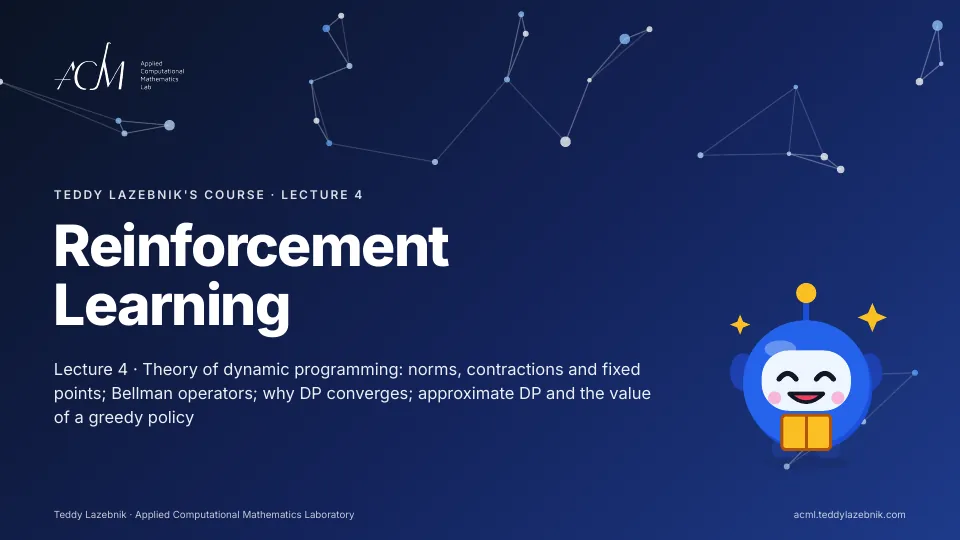 ACM
Applied
Computational
Mathematics
Lab
TEDDY LAZEBNIK'S COURSE · LECTURE 4
Reinforcement
Learning
Lecture 4 · Theory of dynamic programming: norms, contractions and fixed
points; Bellman operators; why DP converges; approximate DP and the value
of a greedy policy
Teddy Lazebnik · Applied Computational Mathematics Laboratory
acml.teddylazebnik.com